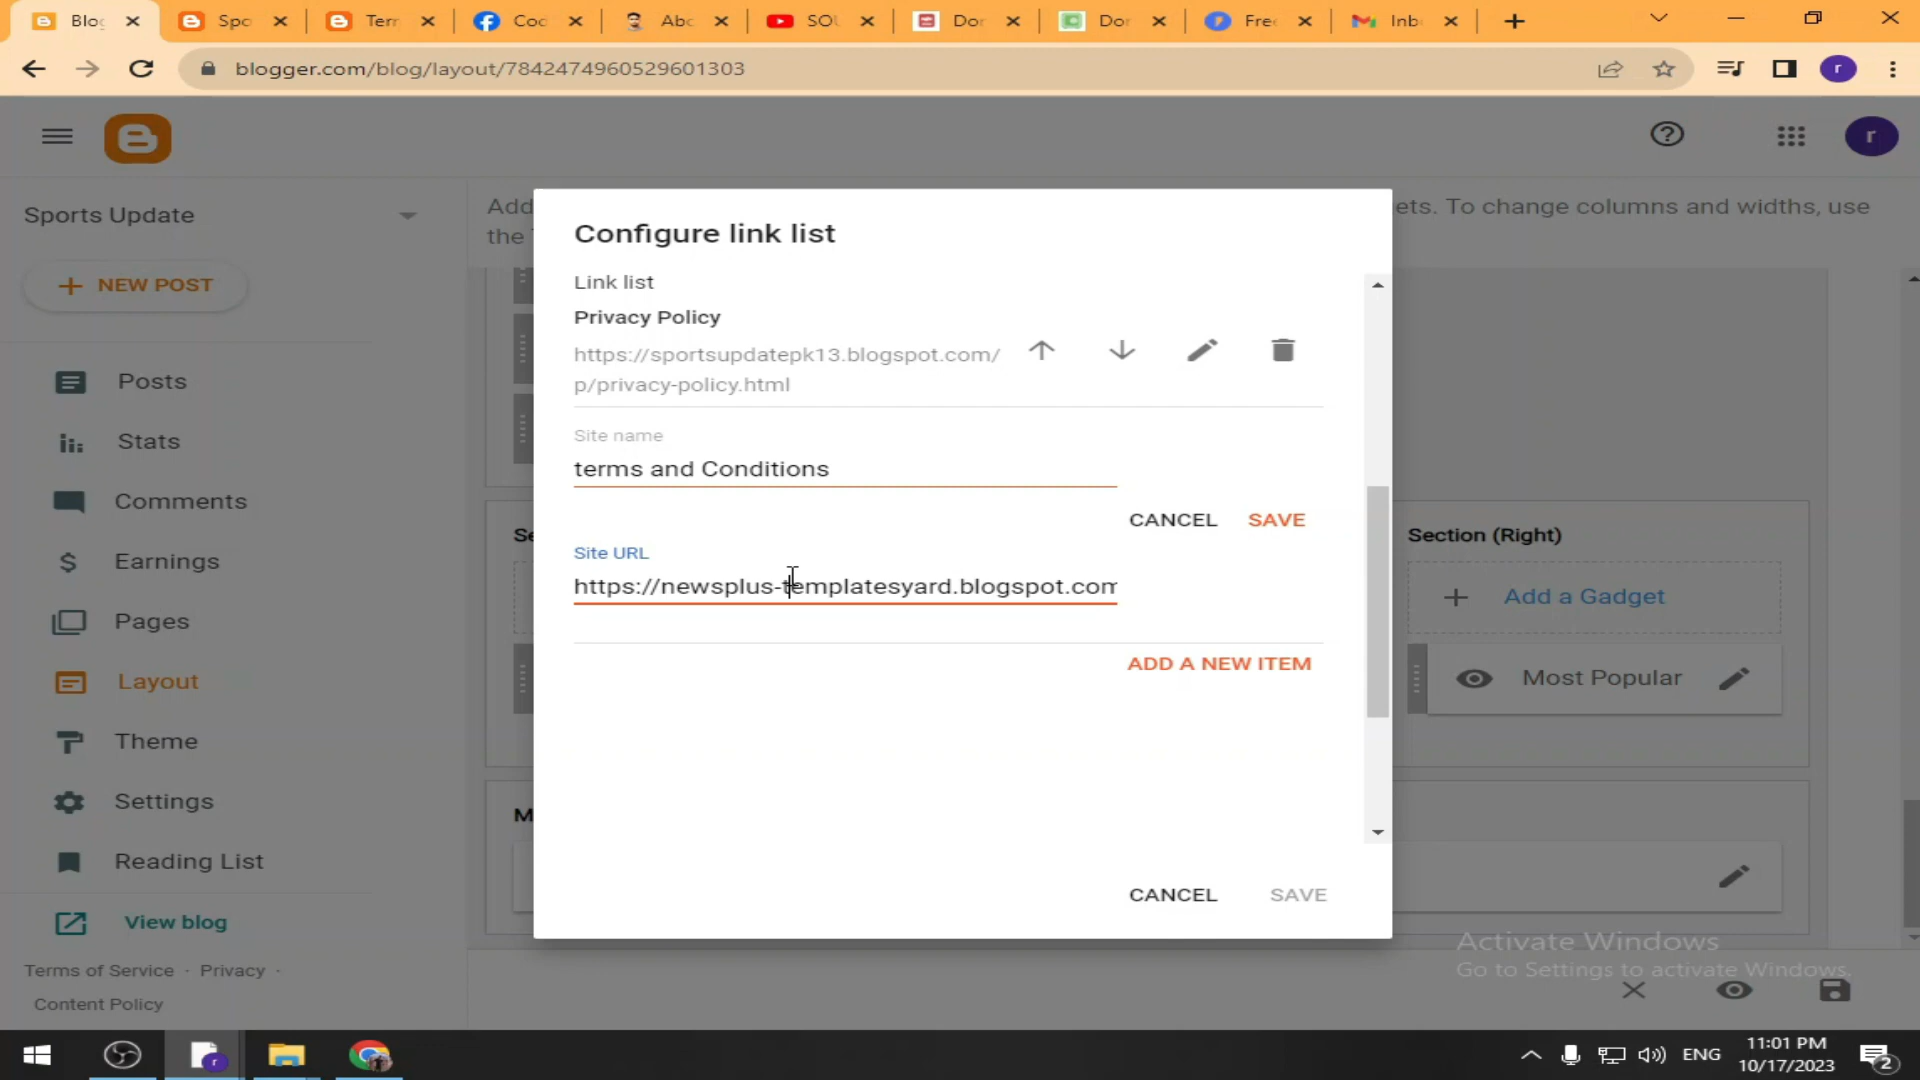 Blog
Spo
Terr
Coc
Abc
SOU
Dor
Dor
Free
Inb
blogger.com/blog/layout/7842474960529601303
r
r
Sports Update
Add
ets. To change columns and widths, use
the
NEW POST
Posts
Stats
Comments
Earnings
Pages
Layout
Theme
Settings
Reading List
View blog
Terms of Service · Privacy ·
Content Policy
Configure link list
Link list
Privacy Policy
https://sportsupdatepk13.blogspot.com/
p/privacy-policy.html
Site name
terms and Conditions
CANCEL SAVE
Site URL
https://newsplus-templatesyard.blogspot.com
ADD A NEW ITEM
CANCEL SAVE
Se
Section (Right)
Add a Gadget
Most Popular
M
Activate Windows
Go to Settings to activate Windows.
r
ENG
11:01 PM
10/17/2023
2